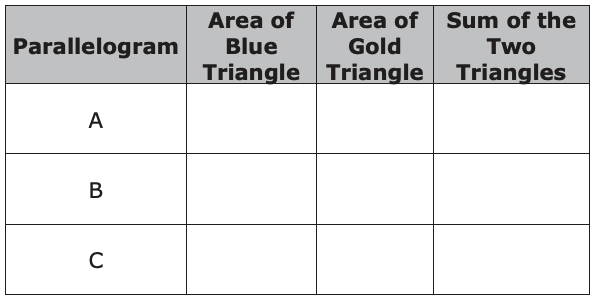 Parallelogram
Area of
Blue
Triangle
Area of
Gold
Triangle
Sum of the
Two
Triangles
A
B
C